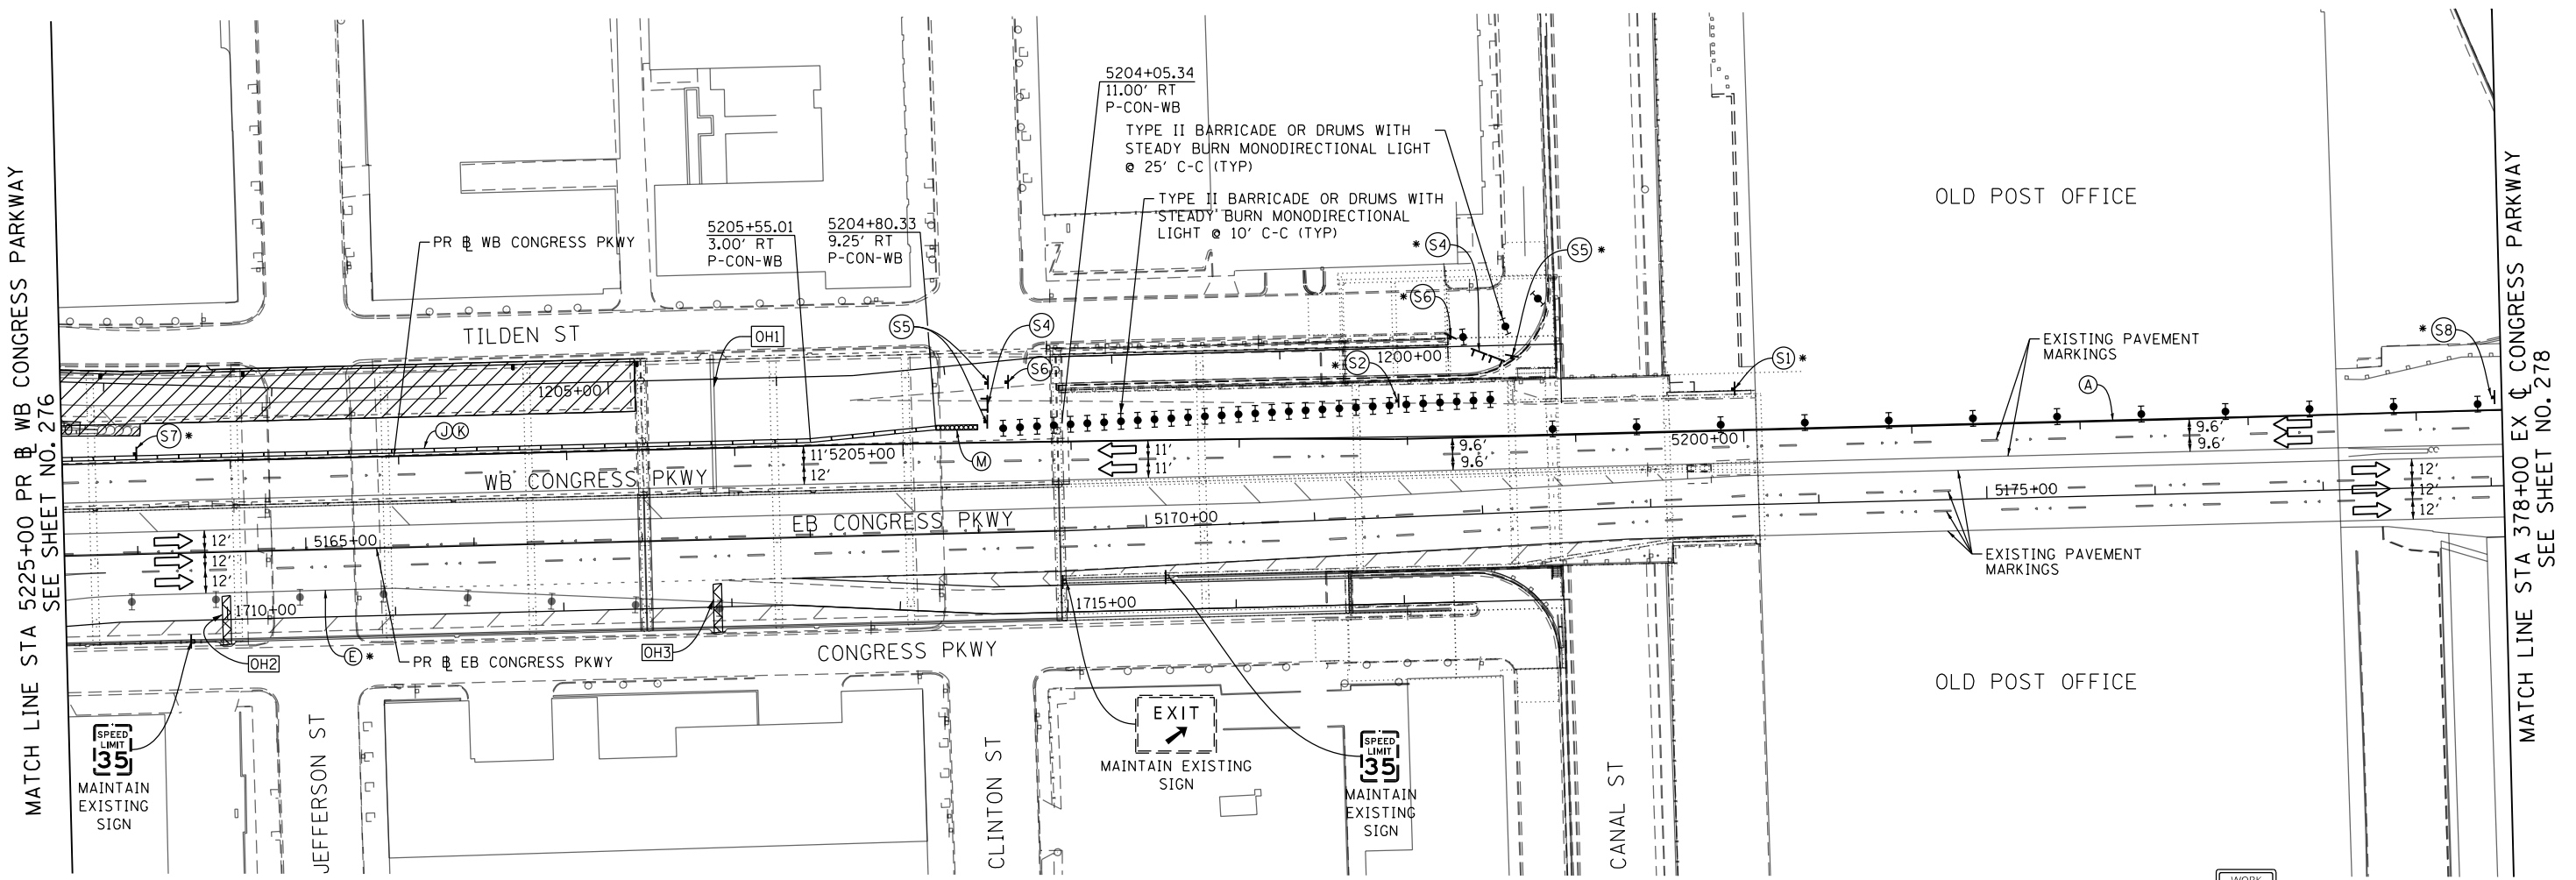 MATCH LINE STA 5225+00 PR ℄ WB CONGRESS PARKWAY
SEE SHEET NO. 276
5204+05.34
11.00' RT
P-CON-WB
TYPE II BARRICADE OR DRUMS WITH
STEADY BURN MONODIRECTIONAL LIGHT
@ 25' C-C (TYP)
TYPE II BARRICADE OR DRUMS WITH
STEADY BURN MONODIRECTIONAL
LIGHT @ 10' C-C (TYP)
5205+55.01
3.00' RT
P-CON-WB
5204+80.33
9.25' RT
P-CON-WB
PR ℄ WB CONGRESS PKWY
OLD POST OFFICE
* S4
S5 *
* S6
TILDEN ST
OH1
S5
S4
S6
* S2
1200+00
S1 *
EXISTING PAVEMENT
MARKINGS
A
* S8
1205+00
S7 *
J K
M
11'
12'
5205+00
11'
11'
9.6'
9.6'
5200+00
9.6'
9.6'
WB CONGRESS PKWY
EB CONGRESS PKWY
5170+00
5175+00
12'
12'
12'
12'
12'
12'
5165+00
EXISTING PAVEMENT
MARKINGS
1710+00
1715+00
OH2
E *
PR ℄ EB CONGRESS PKWY
OH3
CONGRESS PKWY
OLD POST OFFICE
SPEED
LIMIT
35
MAINTAIN
EXISTING
SIGN
JEFFERSON ST
CLINTON ST
EXIT
MAINTAIN EXISTING
SIGN
SPEED
LIMIT
35
MAINTAIN
EXISTING
SIGN
CANAL ST
MATCH LINE STA 378+00 EX ℄ CONGRESS PARKWAY
SEE SHEET NO. 278